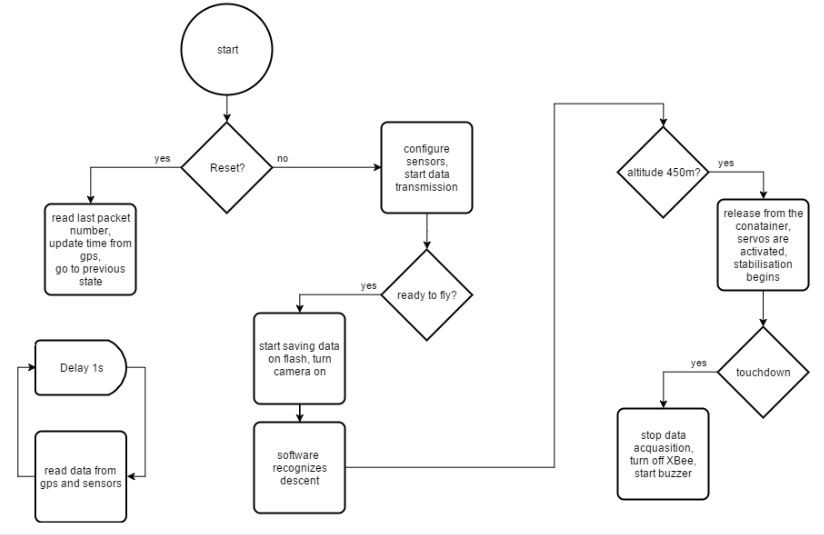 start
Reset?
yes
no
read last packet
number,
update time from
gps,
go to previous
state
configure
sensors,
start data
transmission
ready to fly?
yes
start saving data
on flash, turn
camera on
software
recognizes
descent
Delay 1s
read data from
gps and sensors
altitude 450m?
yes
release from the
conatainer,
servos are
activated,
stabilisation
begins
touchdown
yes
stop data
acquasition,
turn off XBee,
start buzzer